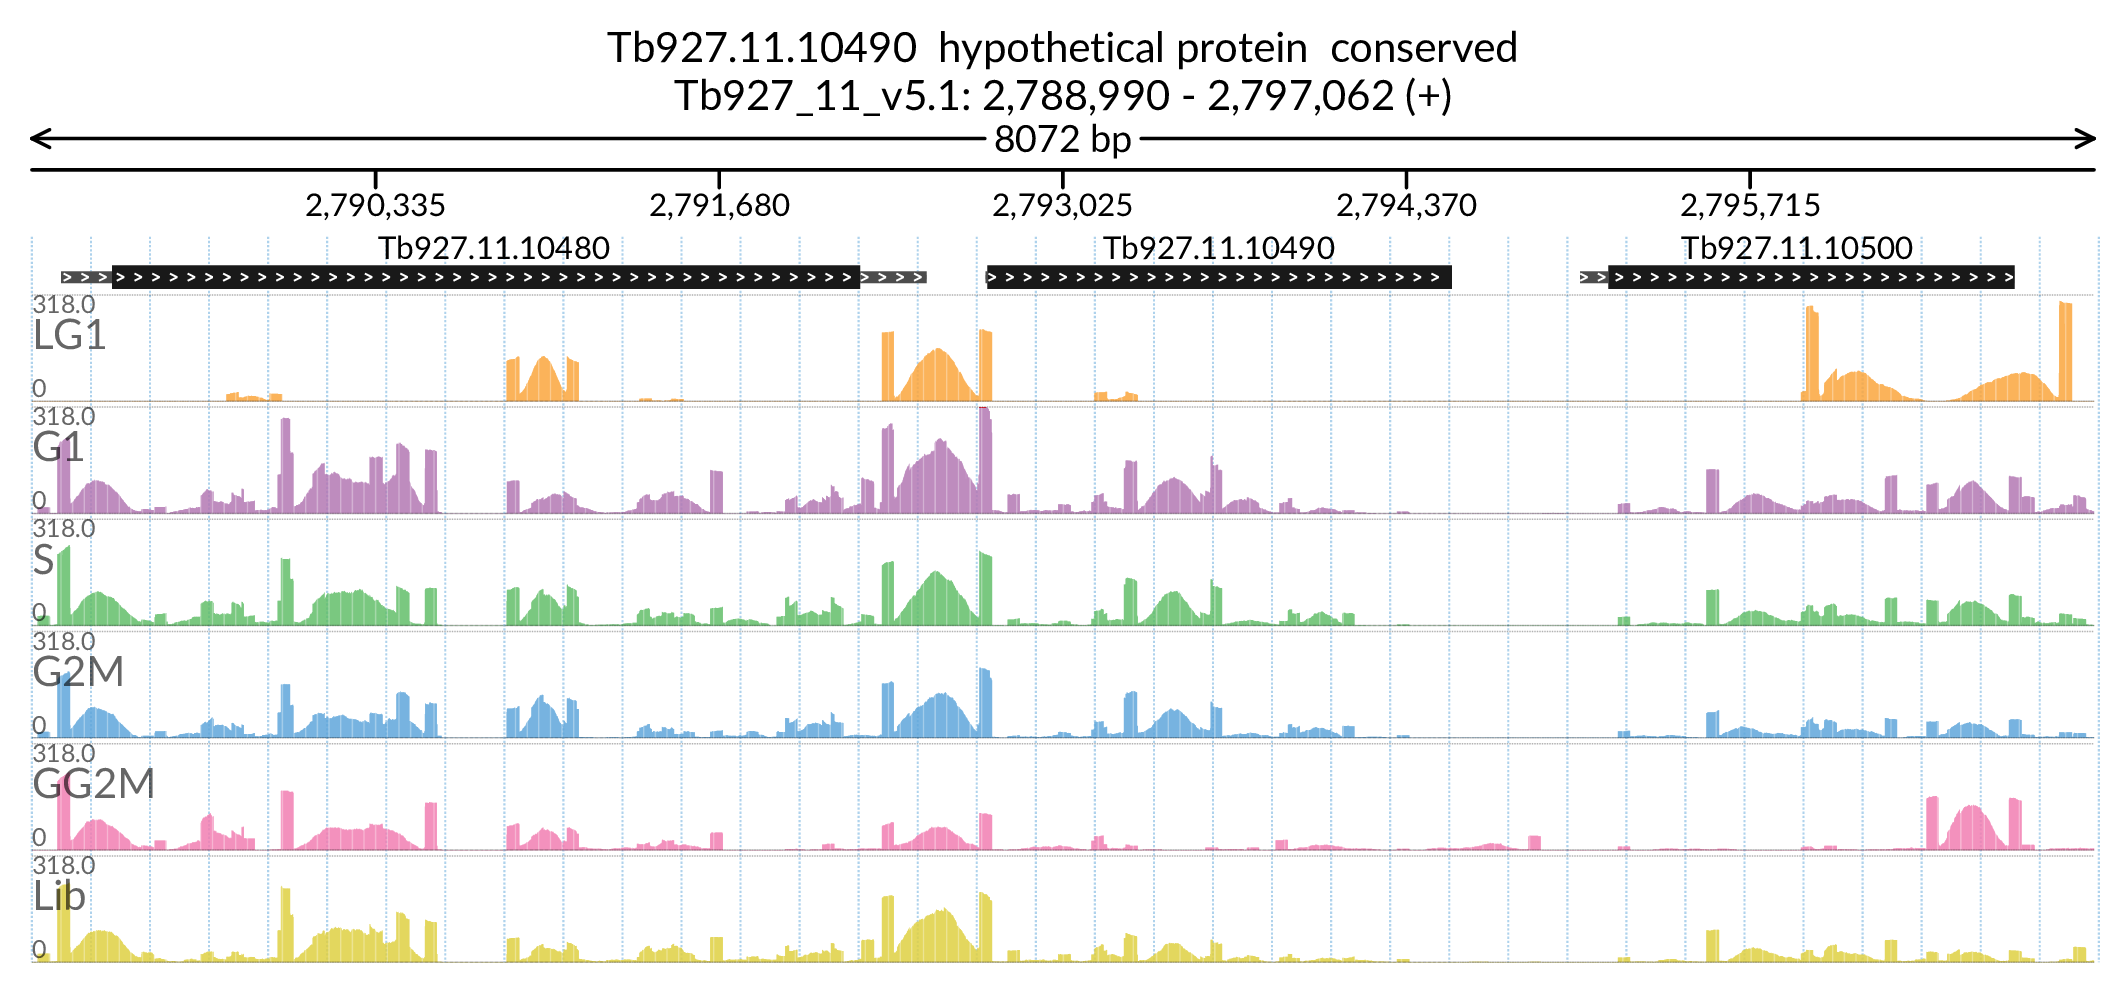 Tb927.11.10490 hypothetical protein conserved
Tb927_11_v5.1: 2,788,990 - 2,797,062 (+)
8072 bp
2,790,335 2,791,680 2,793,025 2,794,370 2,795,715
Tb927.11.10480 Tb927.11.10490 Tb927.11.10500
318.0
LG1
0
318.0
G1
0
318.0
S
0
318.0
G2M
0
318.0
GG2M
0
318.0
Lib
0